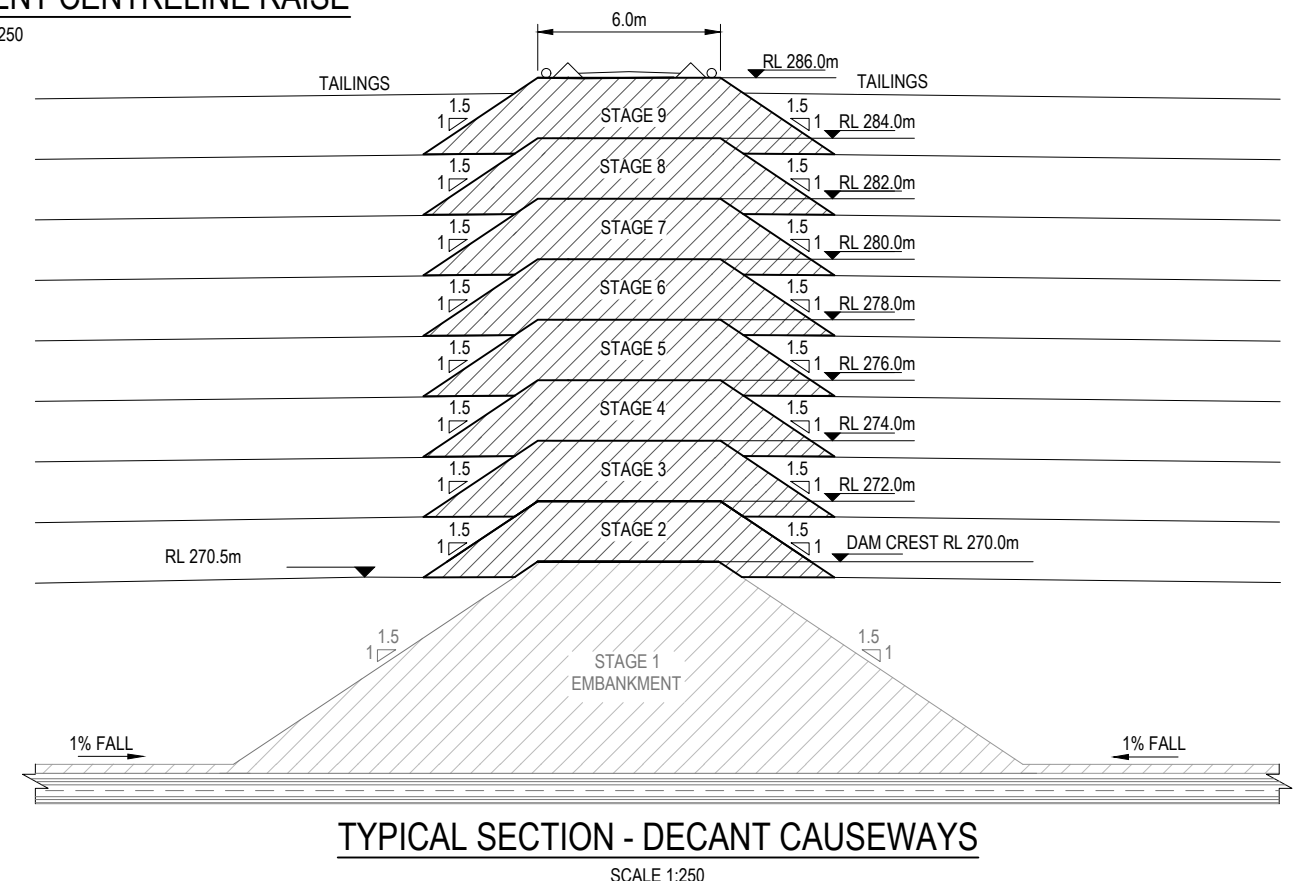 ENT CENTRELINE RAISE
250
6.0m
RL 286.0m
TAILINGS
TAILINGS
1.5
1
STAGE 9
1.5
1
RL 284.0m
1.5
1
STAGE 8
1.5
1
RL 282.0m
1.5
1
STAGE 7
1.5
1
RL 280.0m
1.5
1
STAGE 6
1.5
1
RL 278.0m
1.5
1
STAGE 5
1.5
1
RL 276.0m
1.5
1
STAGE 4
1.5
1
RL 274.0m
1.5
1
STAGE 3
1.5
1
RL 272.0m
1.5
1
STAGE 2
1.5
1
DAM CREST RL 270.0m
RL 270.5m
1.5
1
1.5
1
STAGE 1
EMBANKMENT
1% FALL
1% FALL
TYPICAL SECTION - DECANT CAUSEWAYS
SCALE 1:250